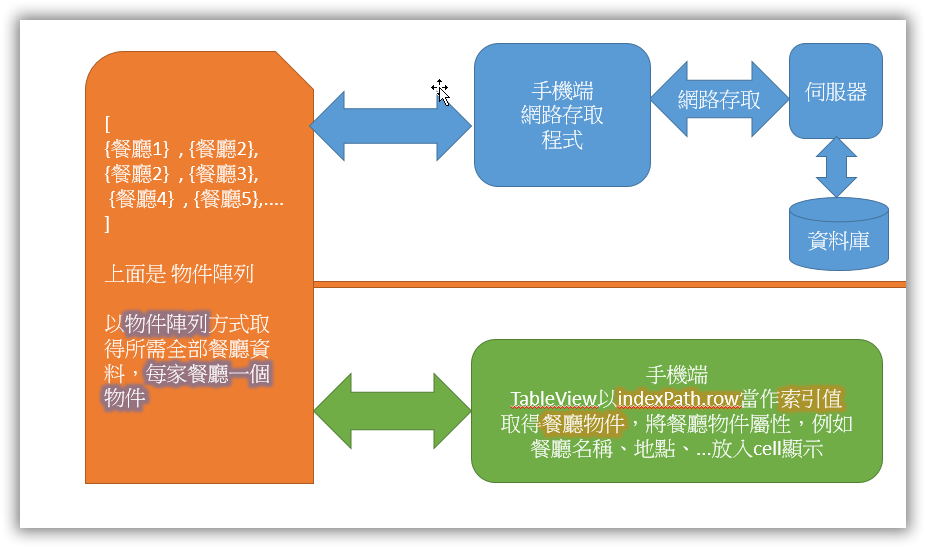 [
{餐廳1} , {餐廳2},
{餐廳2} , {餐廳3},
{餐廳4} , {餐廳5},....
]
上面是 物件陣列
以物件陣列方式取
得所需全部餐廳資
料，每家餐廳一個
物件
手機端
網路存取
程式
網路存取
伺服器
資料庫
手機端
TableView以indexPath.row當作索引值
取得餐廳物件，將餐廳物件屬性，例如
餐廳名稱、地點、...放入cell顯示